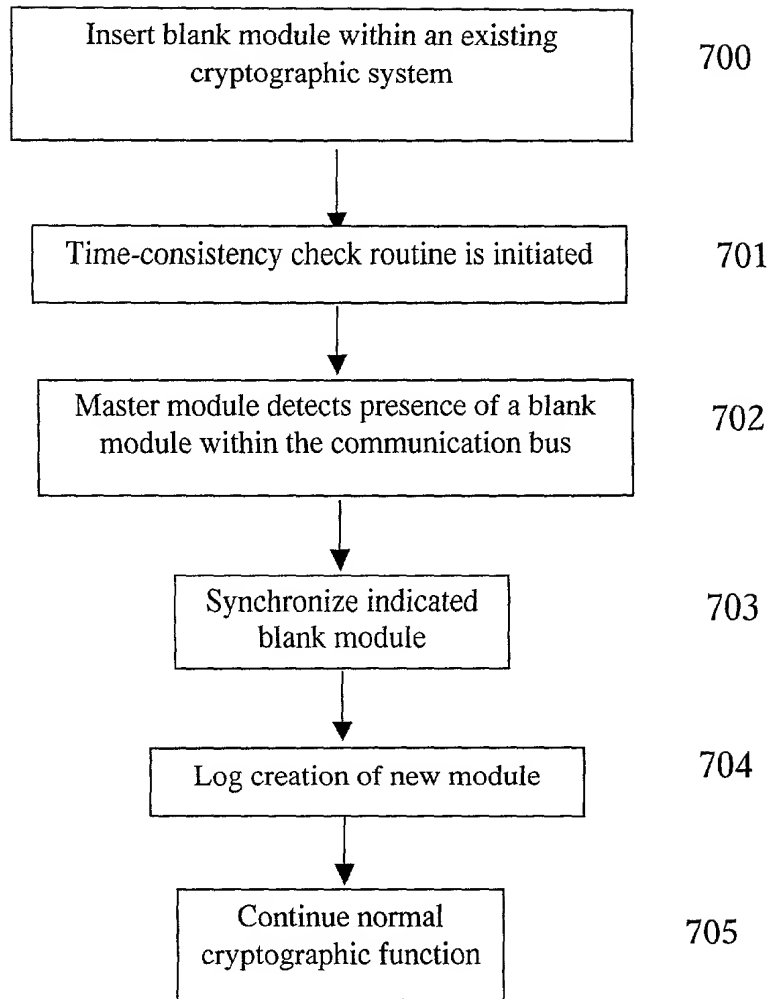 Insert blank module within an existing
cryptographic system
700
Time-consistency check routine is initiated
701
Master module detects presence of a blank
module within the communication bus
702
Synchronize indicated
blank module
703
Log creation of new module
704
Continue normal
cryptographic function
705